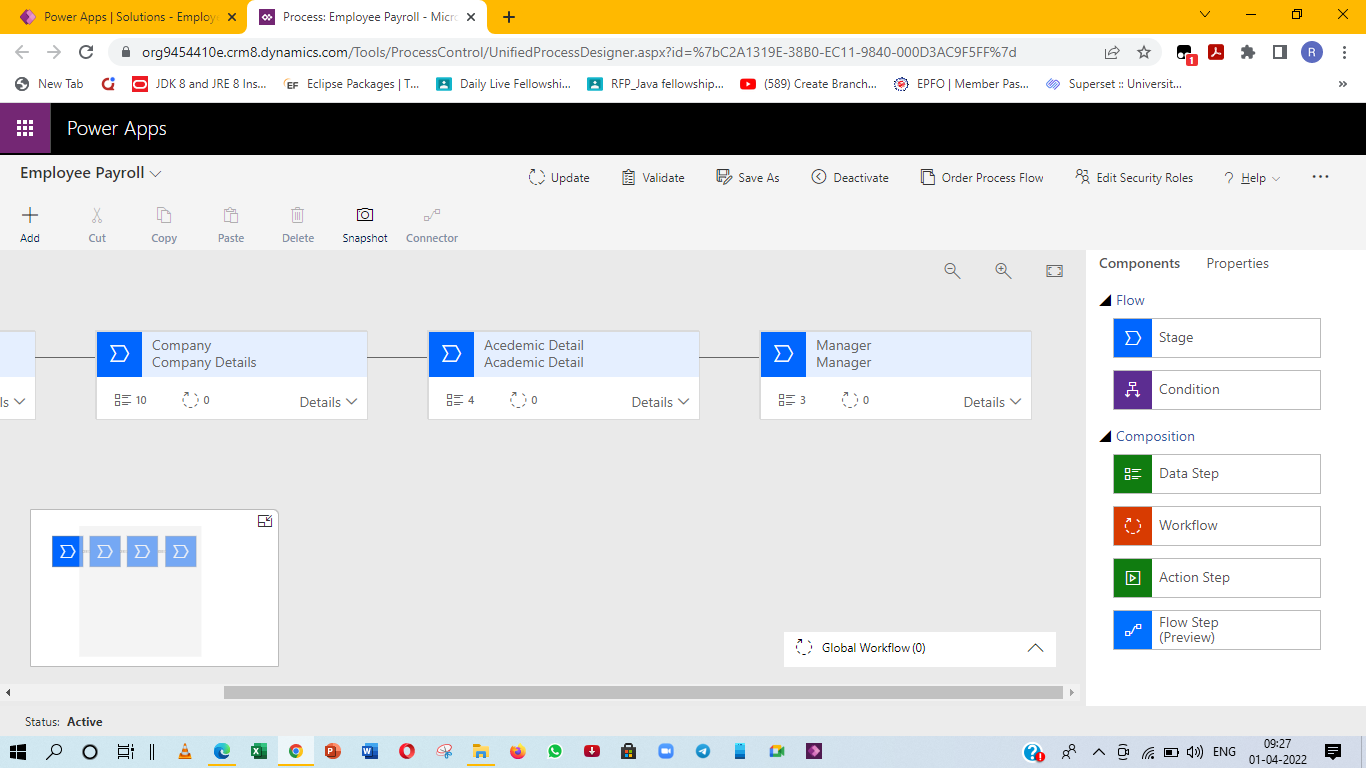 Power Apps | Solutions - Employ
Process: Employee Payroll - Micro
org9454410e.crm8.dynamics.com/Tools/ProcessControl/UnifiedProcessDesigner.aspx?id=%7bC2A1319E-38B0-EC11-9840-000D3AC9F5FF%7d
1
R
New Tab
JDK 8 and JRE 8 Ins...
EF Eclipse Packages | T...
Daily Live Fellowshi...
RFP_Java fellowship...
(589) Create Branch...
EPFO | Member Pas...
Superset :: Universit...
»
Power Apps
Employee Payroll
Update
Validate
Save As
Deactivate
Order Process Flow
Edit Security Roles
? Help
...
Add
Cut
Copy
Paste
Delete
Snapshot
Connector
Components
Properties
Flow
Stage
Condition
Composition
Data Step
Workflow
Action Step
Flow Step
(Preview)
ls
Company
Company Details
10
0
Details
Acedemic Detail
Academic Detail
4
0
Details
Manager
Manager
3
0
Details
Global Workflow (0)
Status: Active
ENG
09:27
01-04-2022